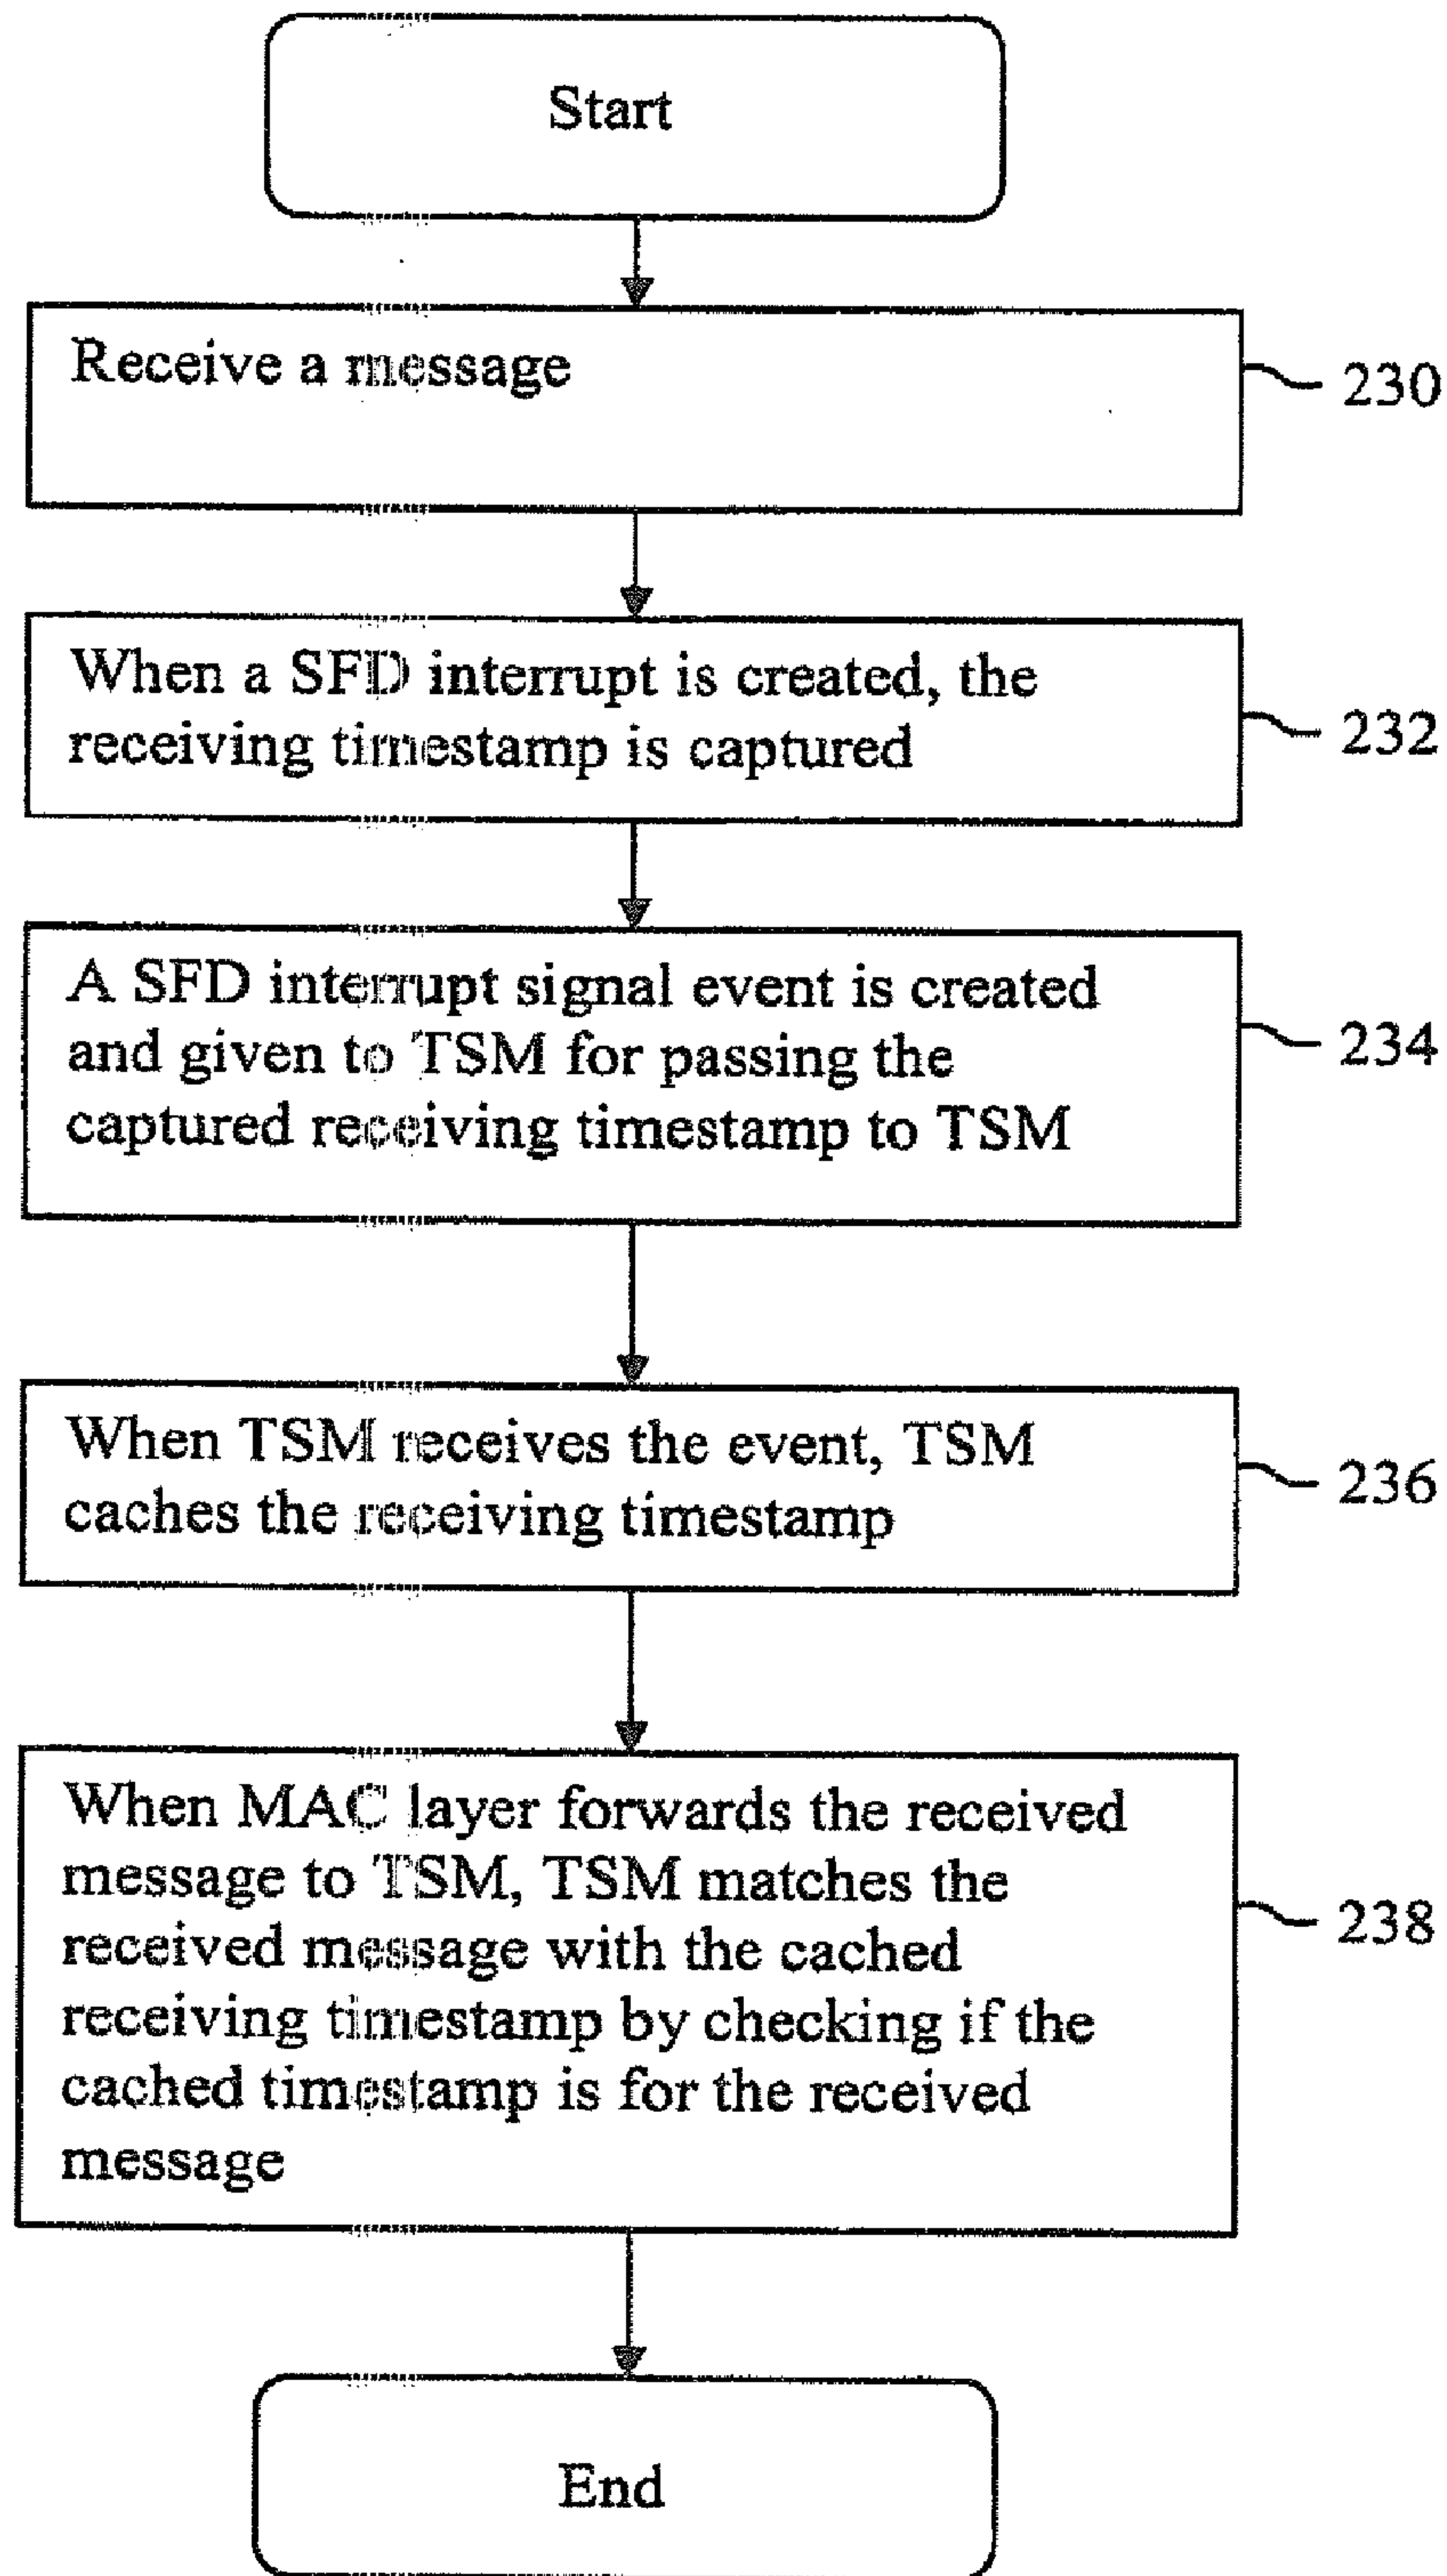 Start
Receive a message
230
When a SFD interrupt is created, the
receiving timestamp is captured
232
A SFD interrupt signal event is created
and given to TSM for passing the
captured receiving timestamp to TSM
234
When TSM receives the event, TSM
caches the receiving timestamp
236
When MAC layer forwards the received
message to TSM, TSM matches the
received message with the cached
receiving timestamp by checking if the
cached timestamp is for the received
message
238
End